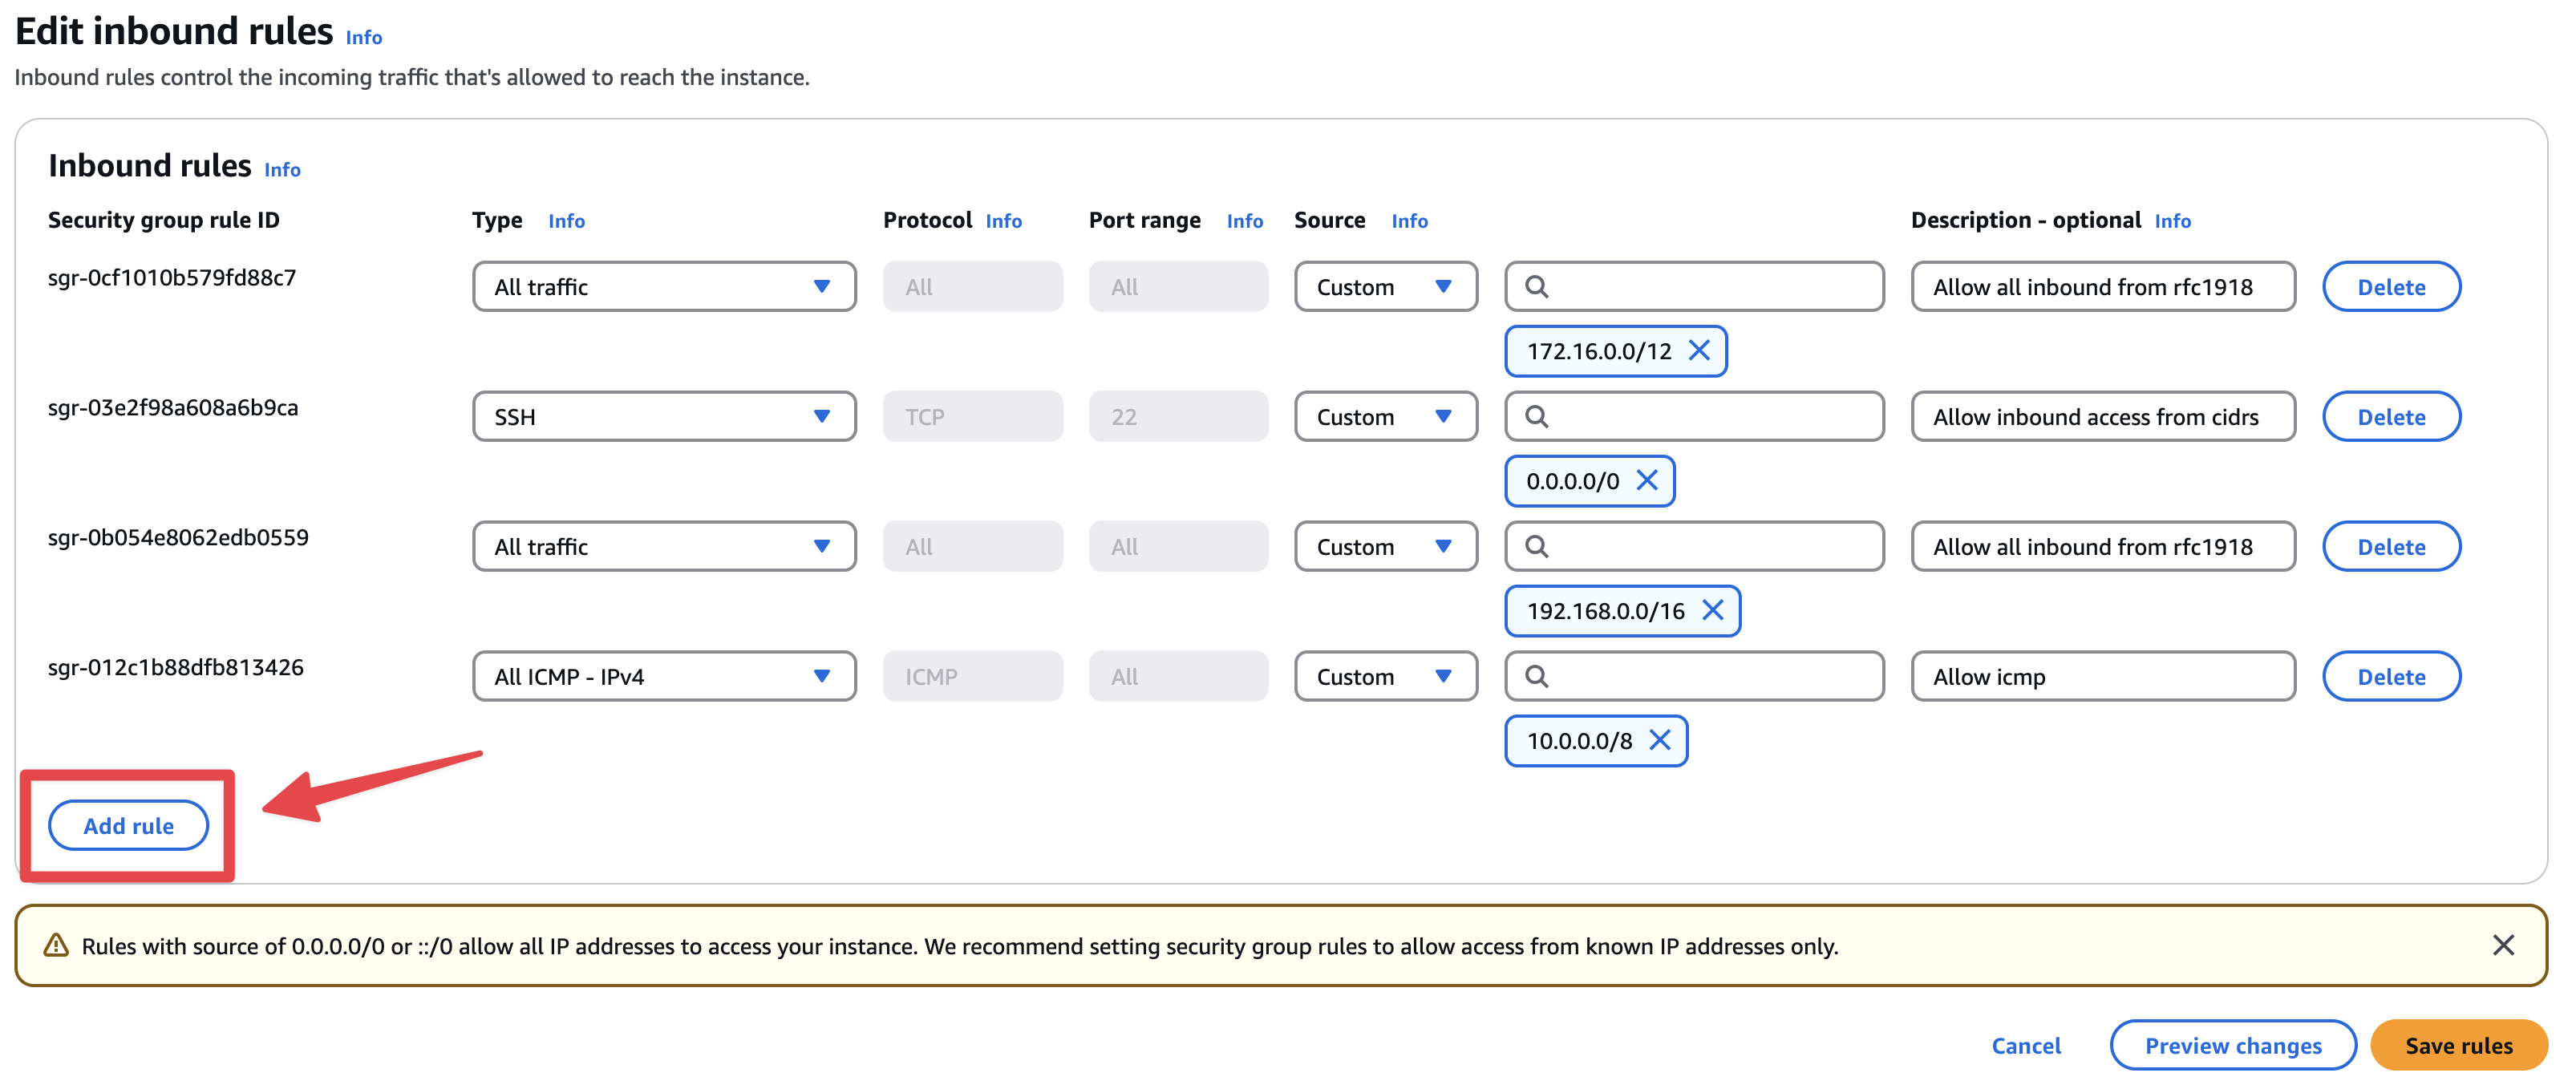 Edit inbound rules Info
Inbound rules control the incoming traffic that's allowed to reach the instance.
Inbound rules Info
Security group rule ID Type Info Protocol Info Port range Info Source Info Description - optional Info
sgr-0cf1010b579fd88c7 All traffic All All Custom Allow all inbound from rfc1918 Delete
172.16.0.0/12
sgr-03e2f98a608a6b9ca SSH TCP 22 Custom Allow inbound access from cidrs Delete
0.0.0.0/0
sgr-0b054e8062edb0559 All traffic All All Custom Allow all inbound from rfc1918 Delete
192.168.0.0/16
sgr-012c1b88dfb813426 All ICMP - IPv4 ICMP All Custom Allow icmp Delete
10.0.0.0/8
Add rule
Rules with source of 0.0.0.0/0 or ::/0 allow all IP addresses to access your instance. We recommend setting security group rules to allow access from known IP addresses only.
Cancel Preview changes Save rules